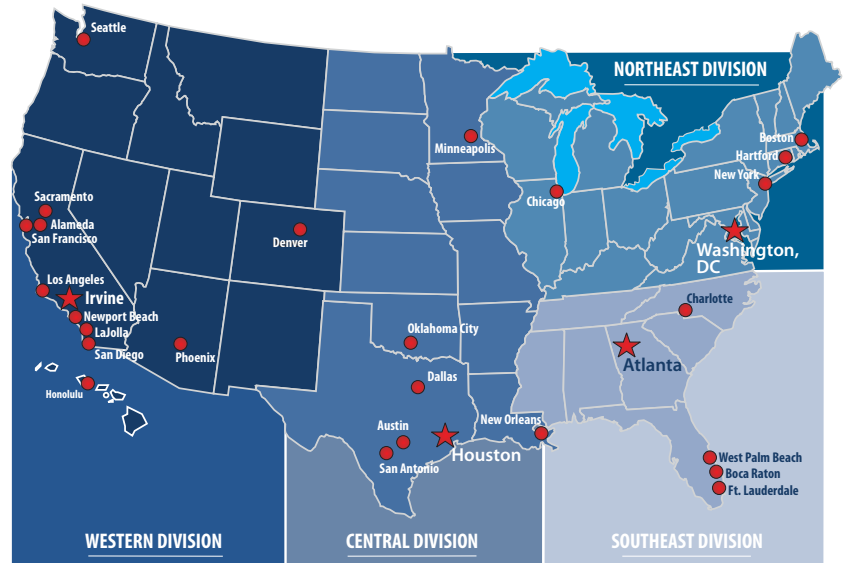 Seattle
NORTHEAST DIVISION
Boston
Minneapolis
Hartford
New York
Sacramento
Chicago
Alameda
San Francisco
Denver
Washington,
DC
Los Angeles
Irvine
Charlotte
Newport Beach
Oklahoma City
LaJolla
San Diego
Phoenix
Atlanta
Dallas
Honolulu
New Orleans
Austin
Houston
San Antonio
West Palm Beach
Boca Raton
Ft. Lauderdale
WESTERN DIVISION
CENTRAL DIVISION
SOUTHEAST DIVISION